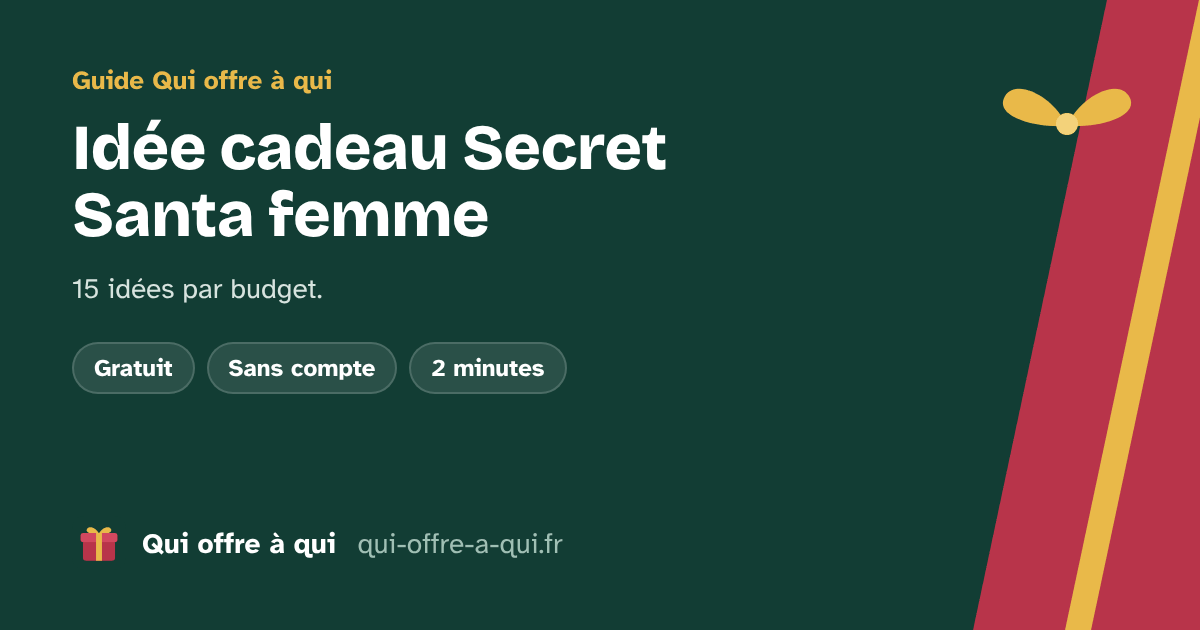 Guide Qui offre à qui
Idée cadeau Secret
Santa femme
15 idées par budget.
Gratuit
Sans compte
2 minutes
Qui offre à qui
qui-offre-a-qui.fr